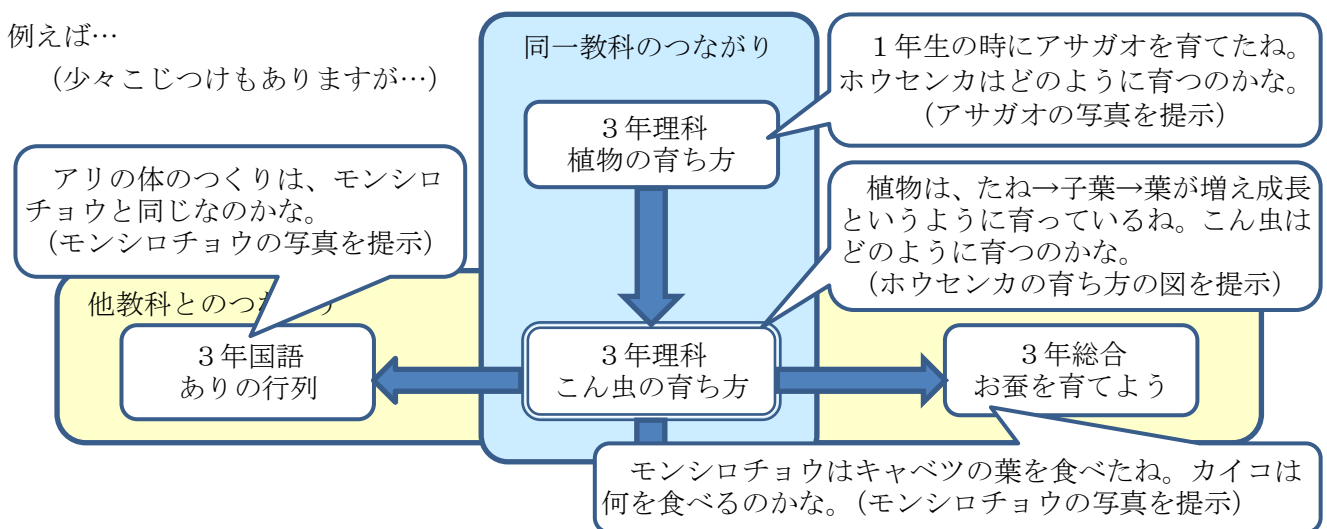 例えば…
(少々こじつけもありますが…)
同一教科のつながり
１年生の時にアサガオを育てたね。
ホウセンカはどのように育つのかな。
(アサガオの写真を提示)
３年理科
植物の育ち方
アリの体のつくりは、モンシロ
チョウと同じなのかな。
(モンシロチョウの写真を提示)
植物は、たね→子葉→葉が増え成長
というように育っているね。こん虫は
どのように育つのかな。
(ホウセンカの育ち方の図を提示)
他教科とのつ
３年国語
ありの行列
３年理科
こん虫の育ち方
３年総合
お蚕を育てよう
モンシロチョウはキャベツの葉を食べたね。カイコは
何を食べるのかな。(モンシロチョウの写真を提示)